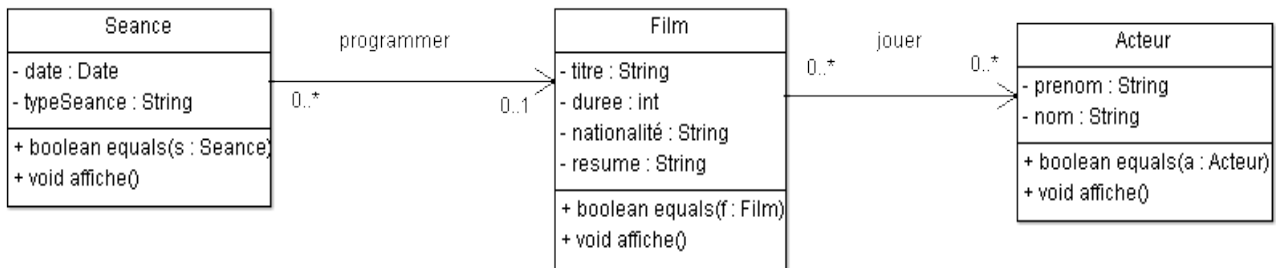 Seance
- date : Date
- typeSeance : String
+ boolean equals(s : Seance)
+ void affiche()
programmer
0..*
0..1
Film
- titre : String
- duree : int
- nationalité : String
- resume : String
+ boolean equals(f : Film)
+ void affiche()
jouer
0..*
0..*
Acteur
- prenom : String
- nom : String
+ boolean equals(a : Acteur)
+ void affiche()